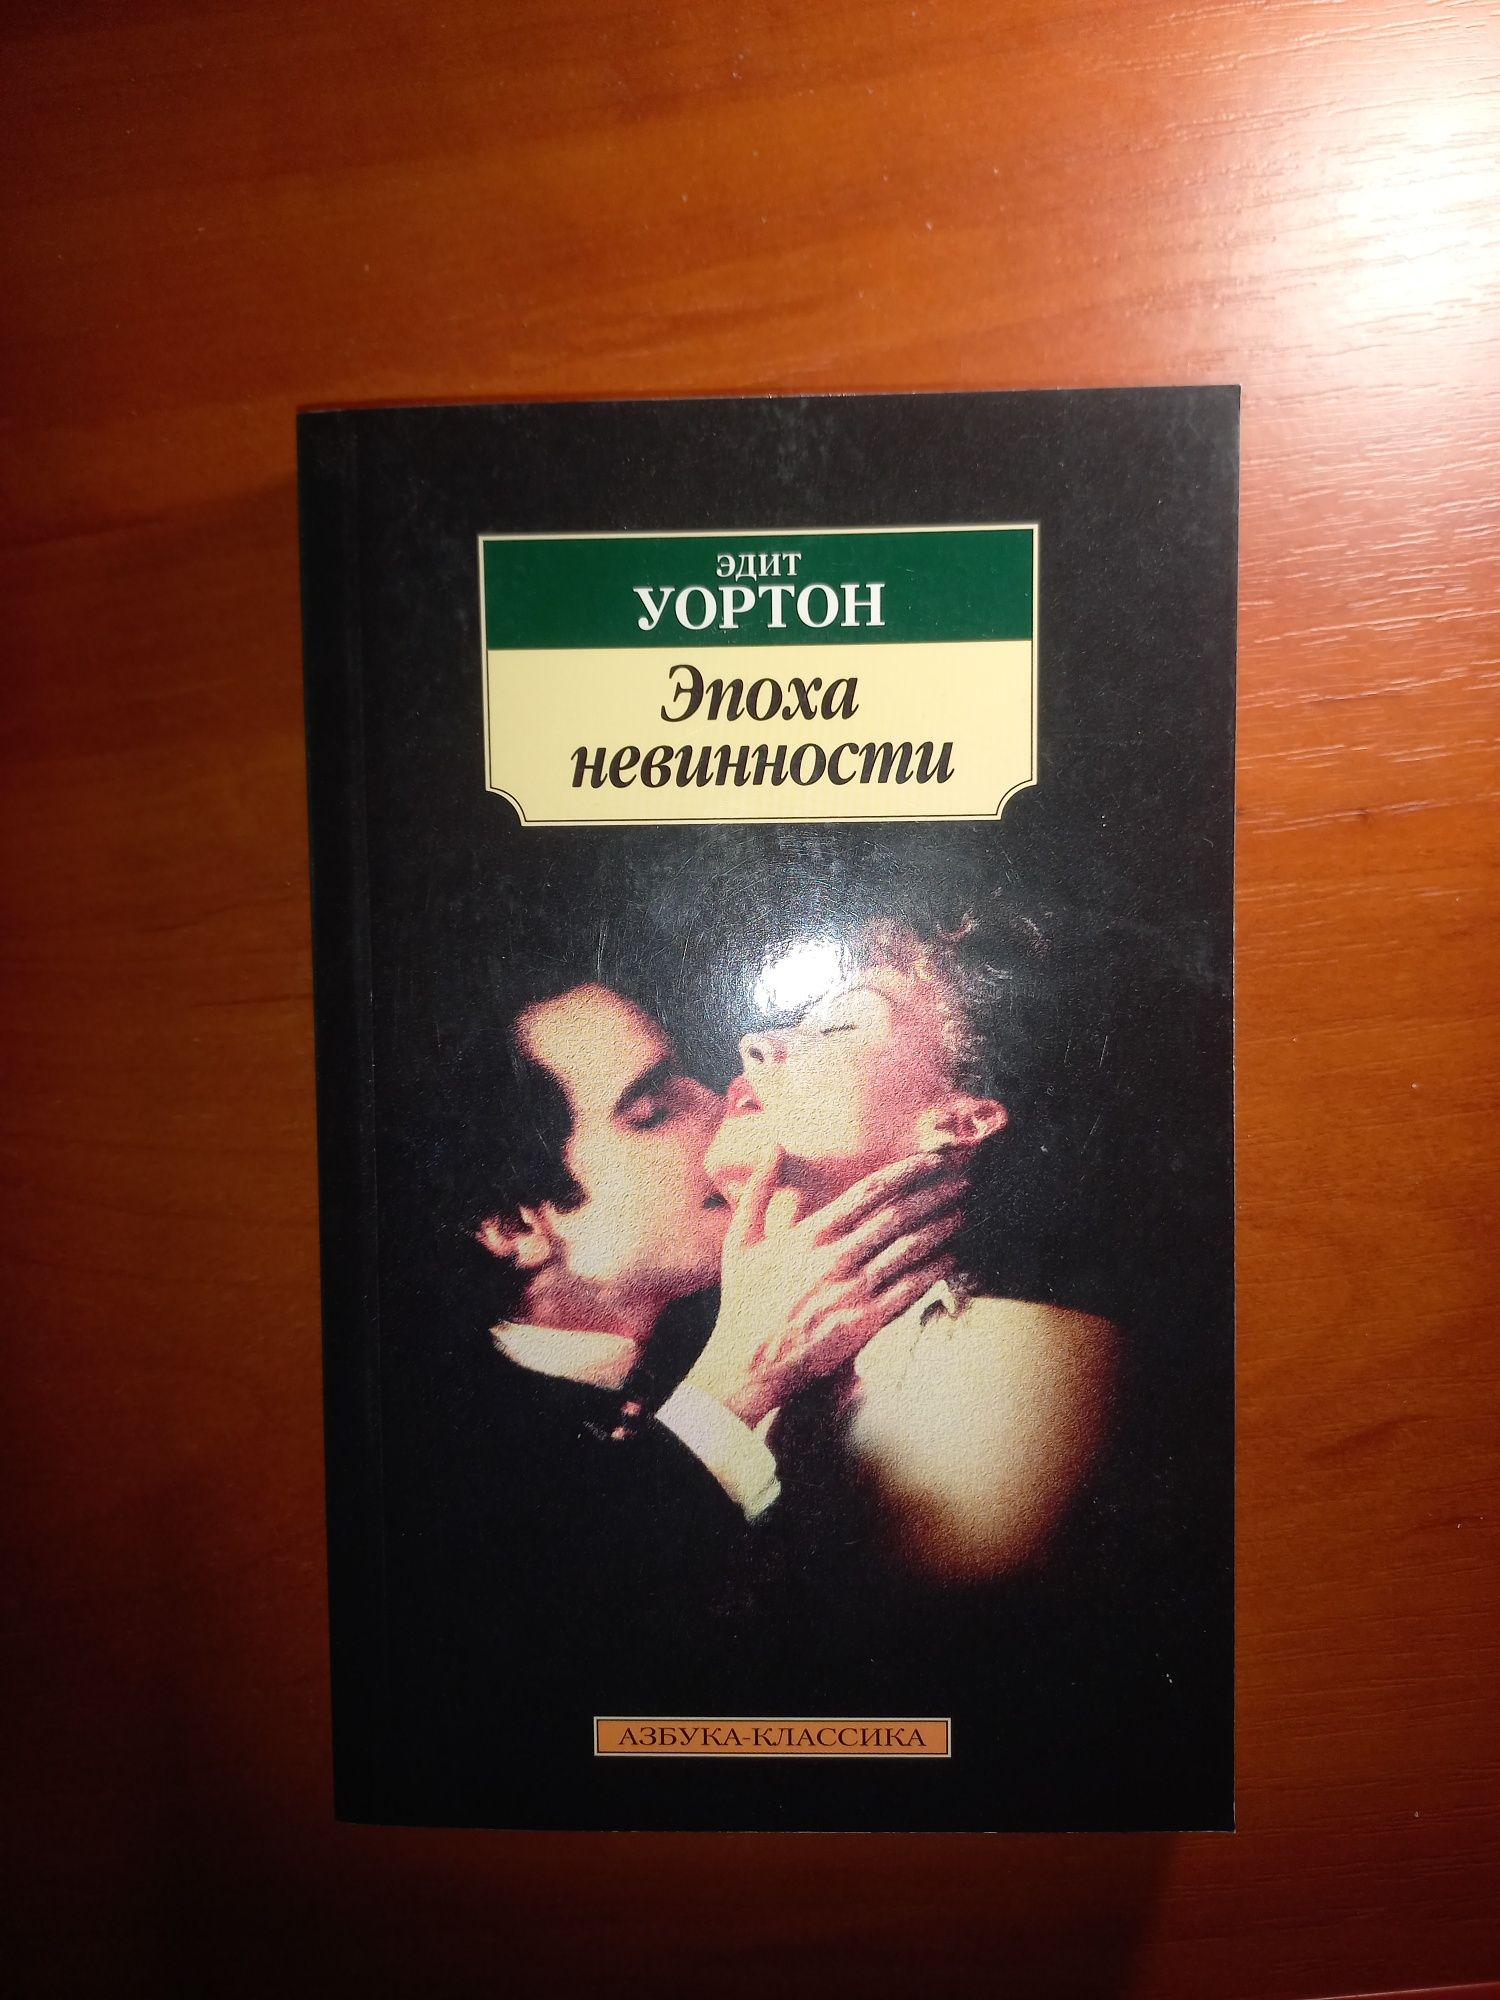 ЭДИТ
УОРТОН
Эпоха
невинности
АЗБУКА-КЛАССИКА